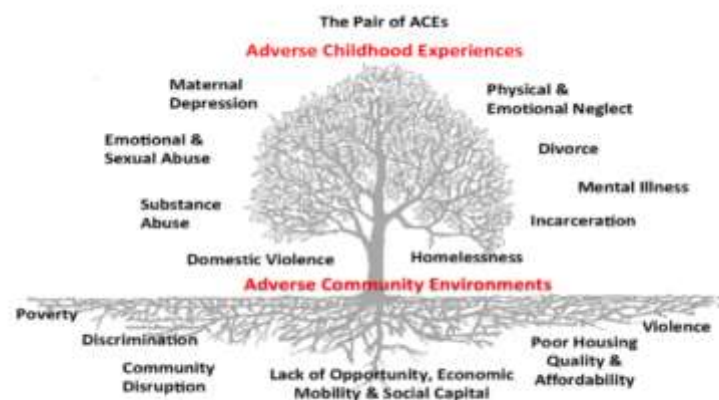 The Pair of ACEs
Adverse Childhood Experiences
Maternal
Depression
Physical &
Emotional Neglect
Emotional &
Sexual Abuse
Divorce
Mental Illness
Substance
Abuse
Incarceration
Domestic Violence
Homelessness
Adverse Community Environments
Poverty
Violence
Discrimination
Poor Housing
Quality &
Affordability
Community
Disruption
Lack of Opportunity, Economic
Mobility & Social Capital